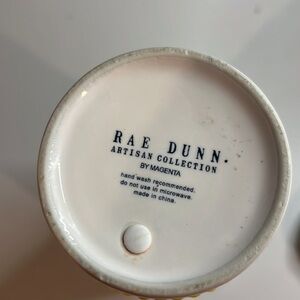 RAE DUNN.
ARTISAN COLLECTION
BY MAGENTA
hand wash recommended.
do not use in microwave.
made in china.